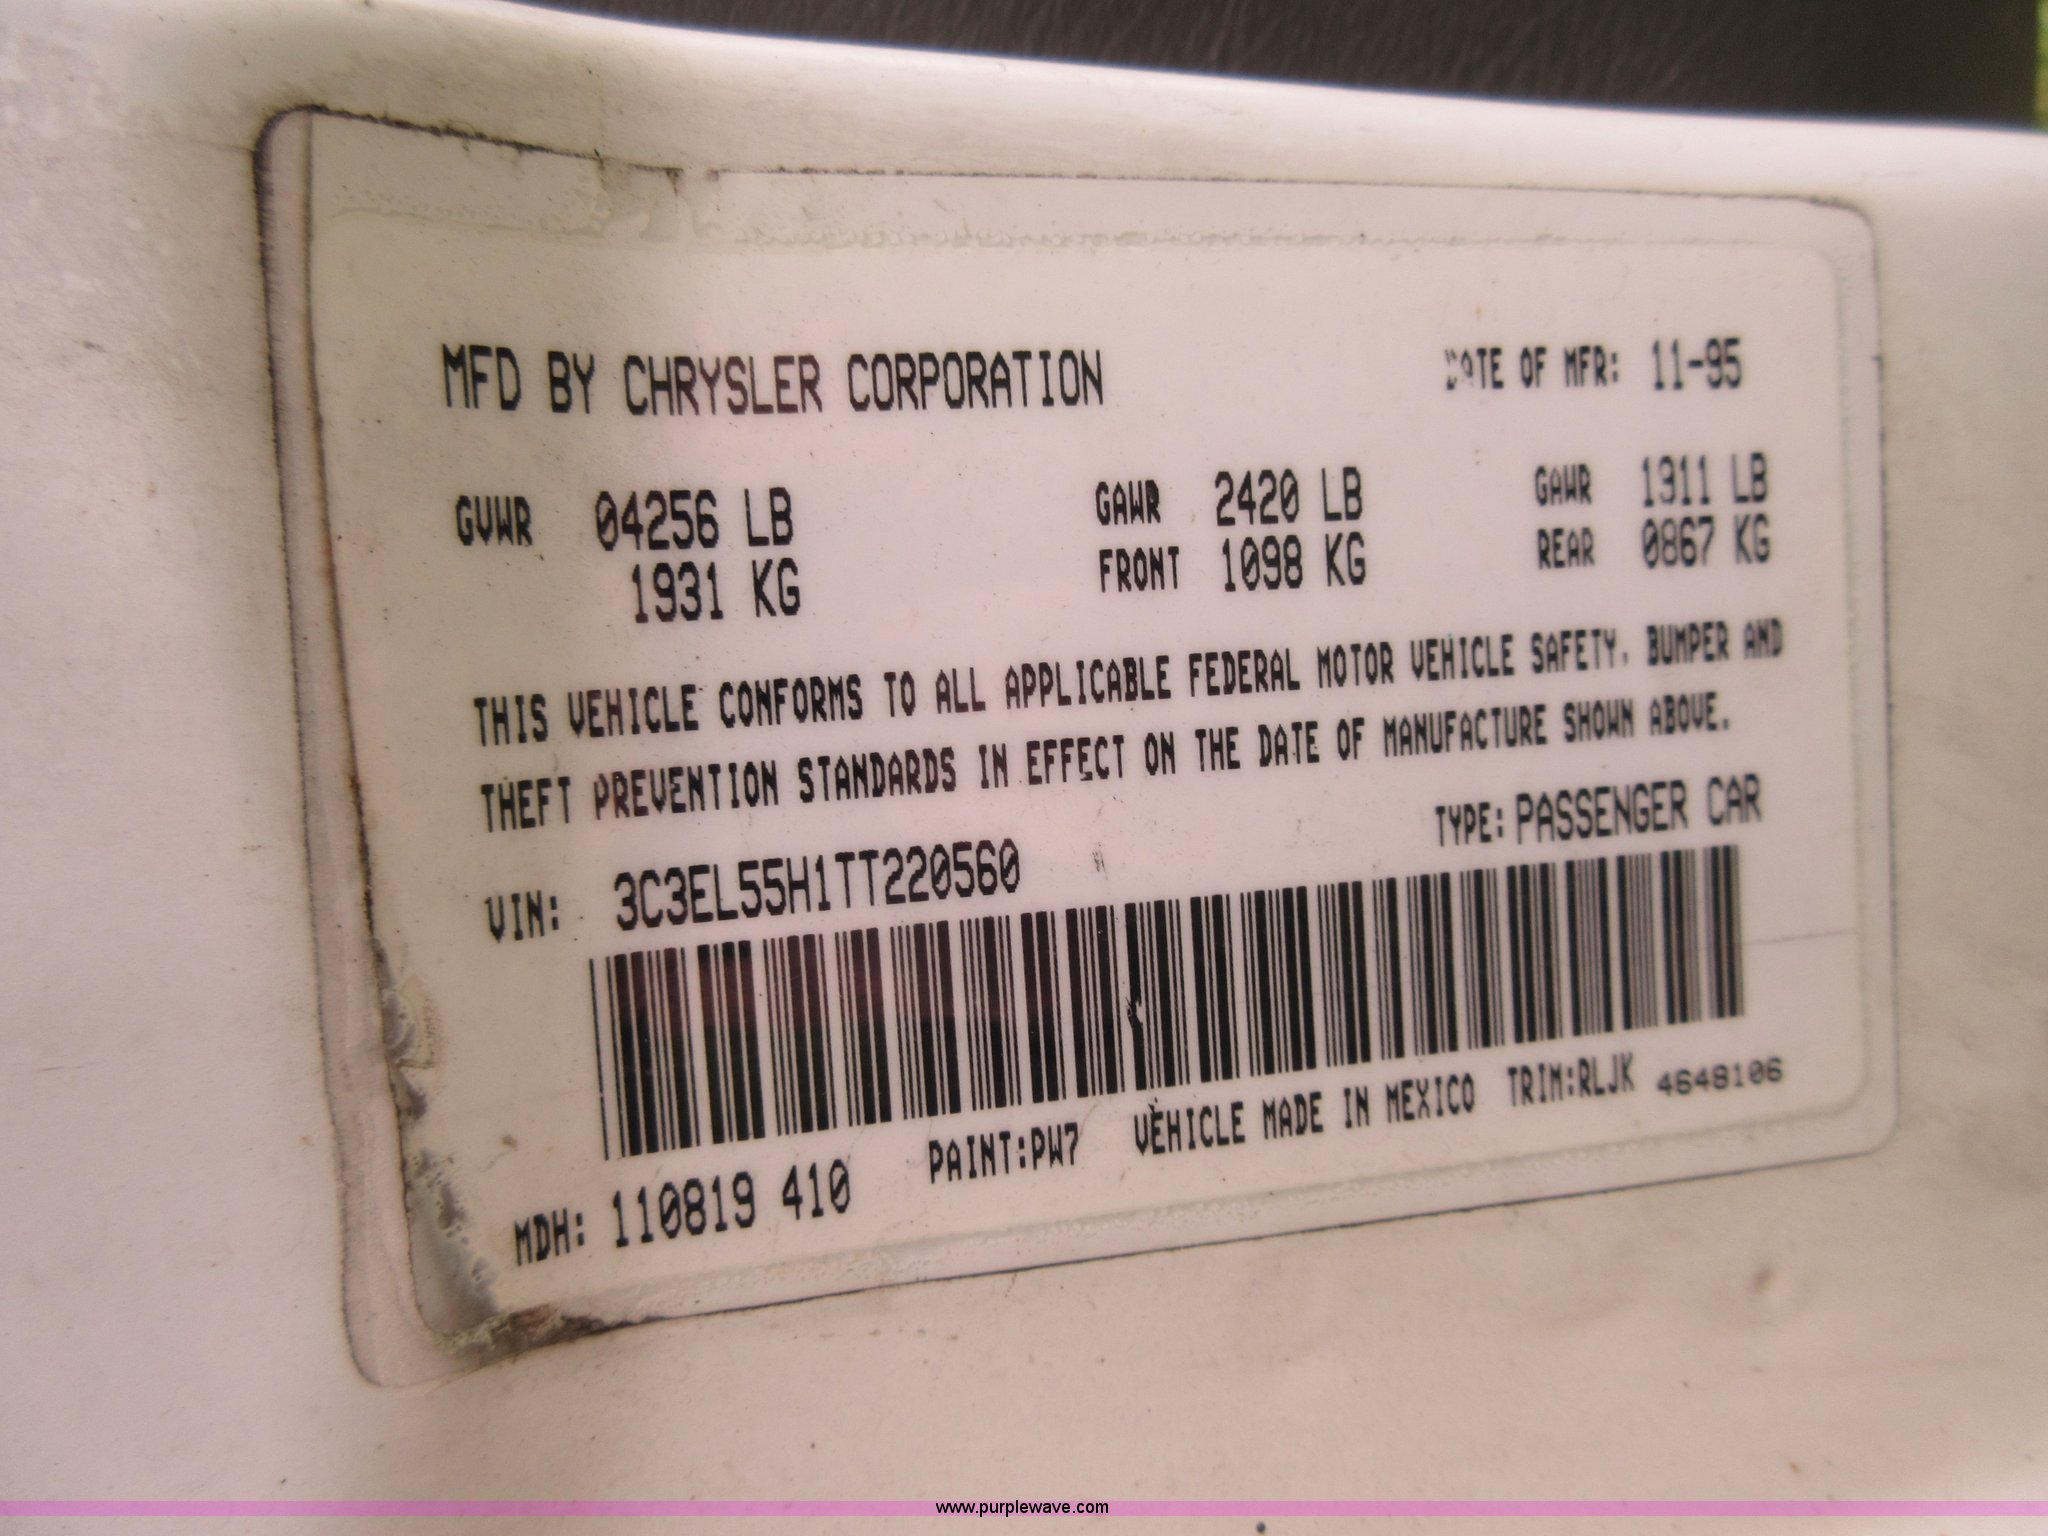 MFD BY CHRYSLER CORPORATION DATE OF MFR: 11-95
GVWR 04256 LB GAWR 2420 LB GAWR 1911 LB
1931 KG FRONT 1098 KG REAR 0867 KG
THIS VEHICLE CONFORMS TO ALL APPLICABLE FEDERAL MOTOR VEHICLE SAFETY, BUMPER AND
THEFT PREVENTION STANDARDS IN EFFECT ON THE DATE OF MANUFACTURE SHOWN ABOVE.
VIN: 3C3EL55H1TT220560 TYPE: PASSENGER CAR
MDH: 110819 410 PAINT:PW7 VEHICLE MADE IN MEXICO TRIM:RLJK 4648106
www.purplewave.com